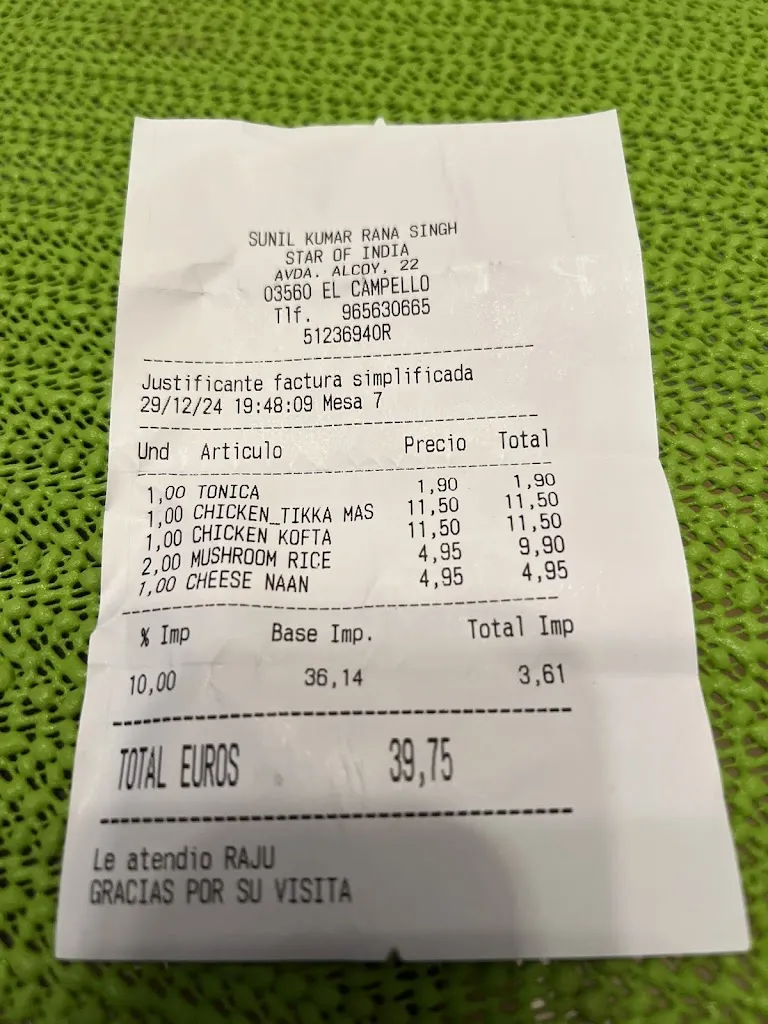 SUNIL KUMAR RANA SINGH
STAR OF INDIA
AVDA. ALCOY, 22
03560 EL CAMPELLO
Tlf. 965630665
51236940R
Justificante factura simplificada
29/12/24 19:48:09 Mesa 7
Und Articulo Precio Total
1,00 TONICA 1,90 1,90
1,00 CHICKEN_TIKKA MAS 11,50 11,50
1,00 CHICKEN KOFTA 11,50 11,50
2,00 MUSHROOM RICE 4,95 9,90
1,00 CHEESE NAAN 4,95 4,95
% Imp Base Imp. Total Imp
10,00 36,14 3,61
TOTAL EUROS 39,75
Le atendio RAJU
GRACIAS POR SU VISITA